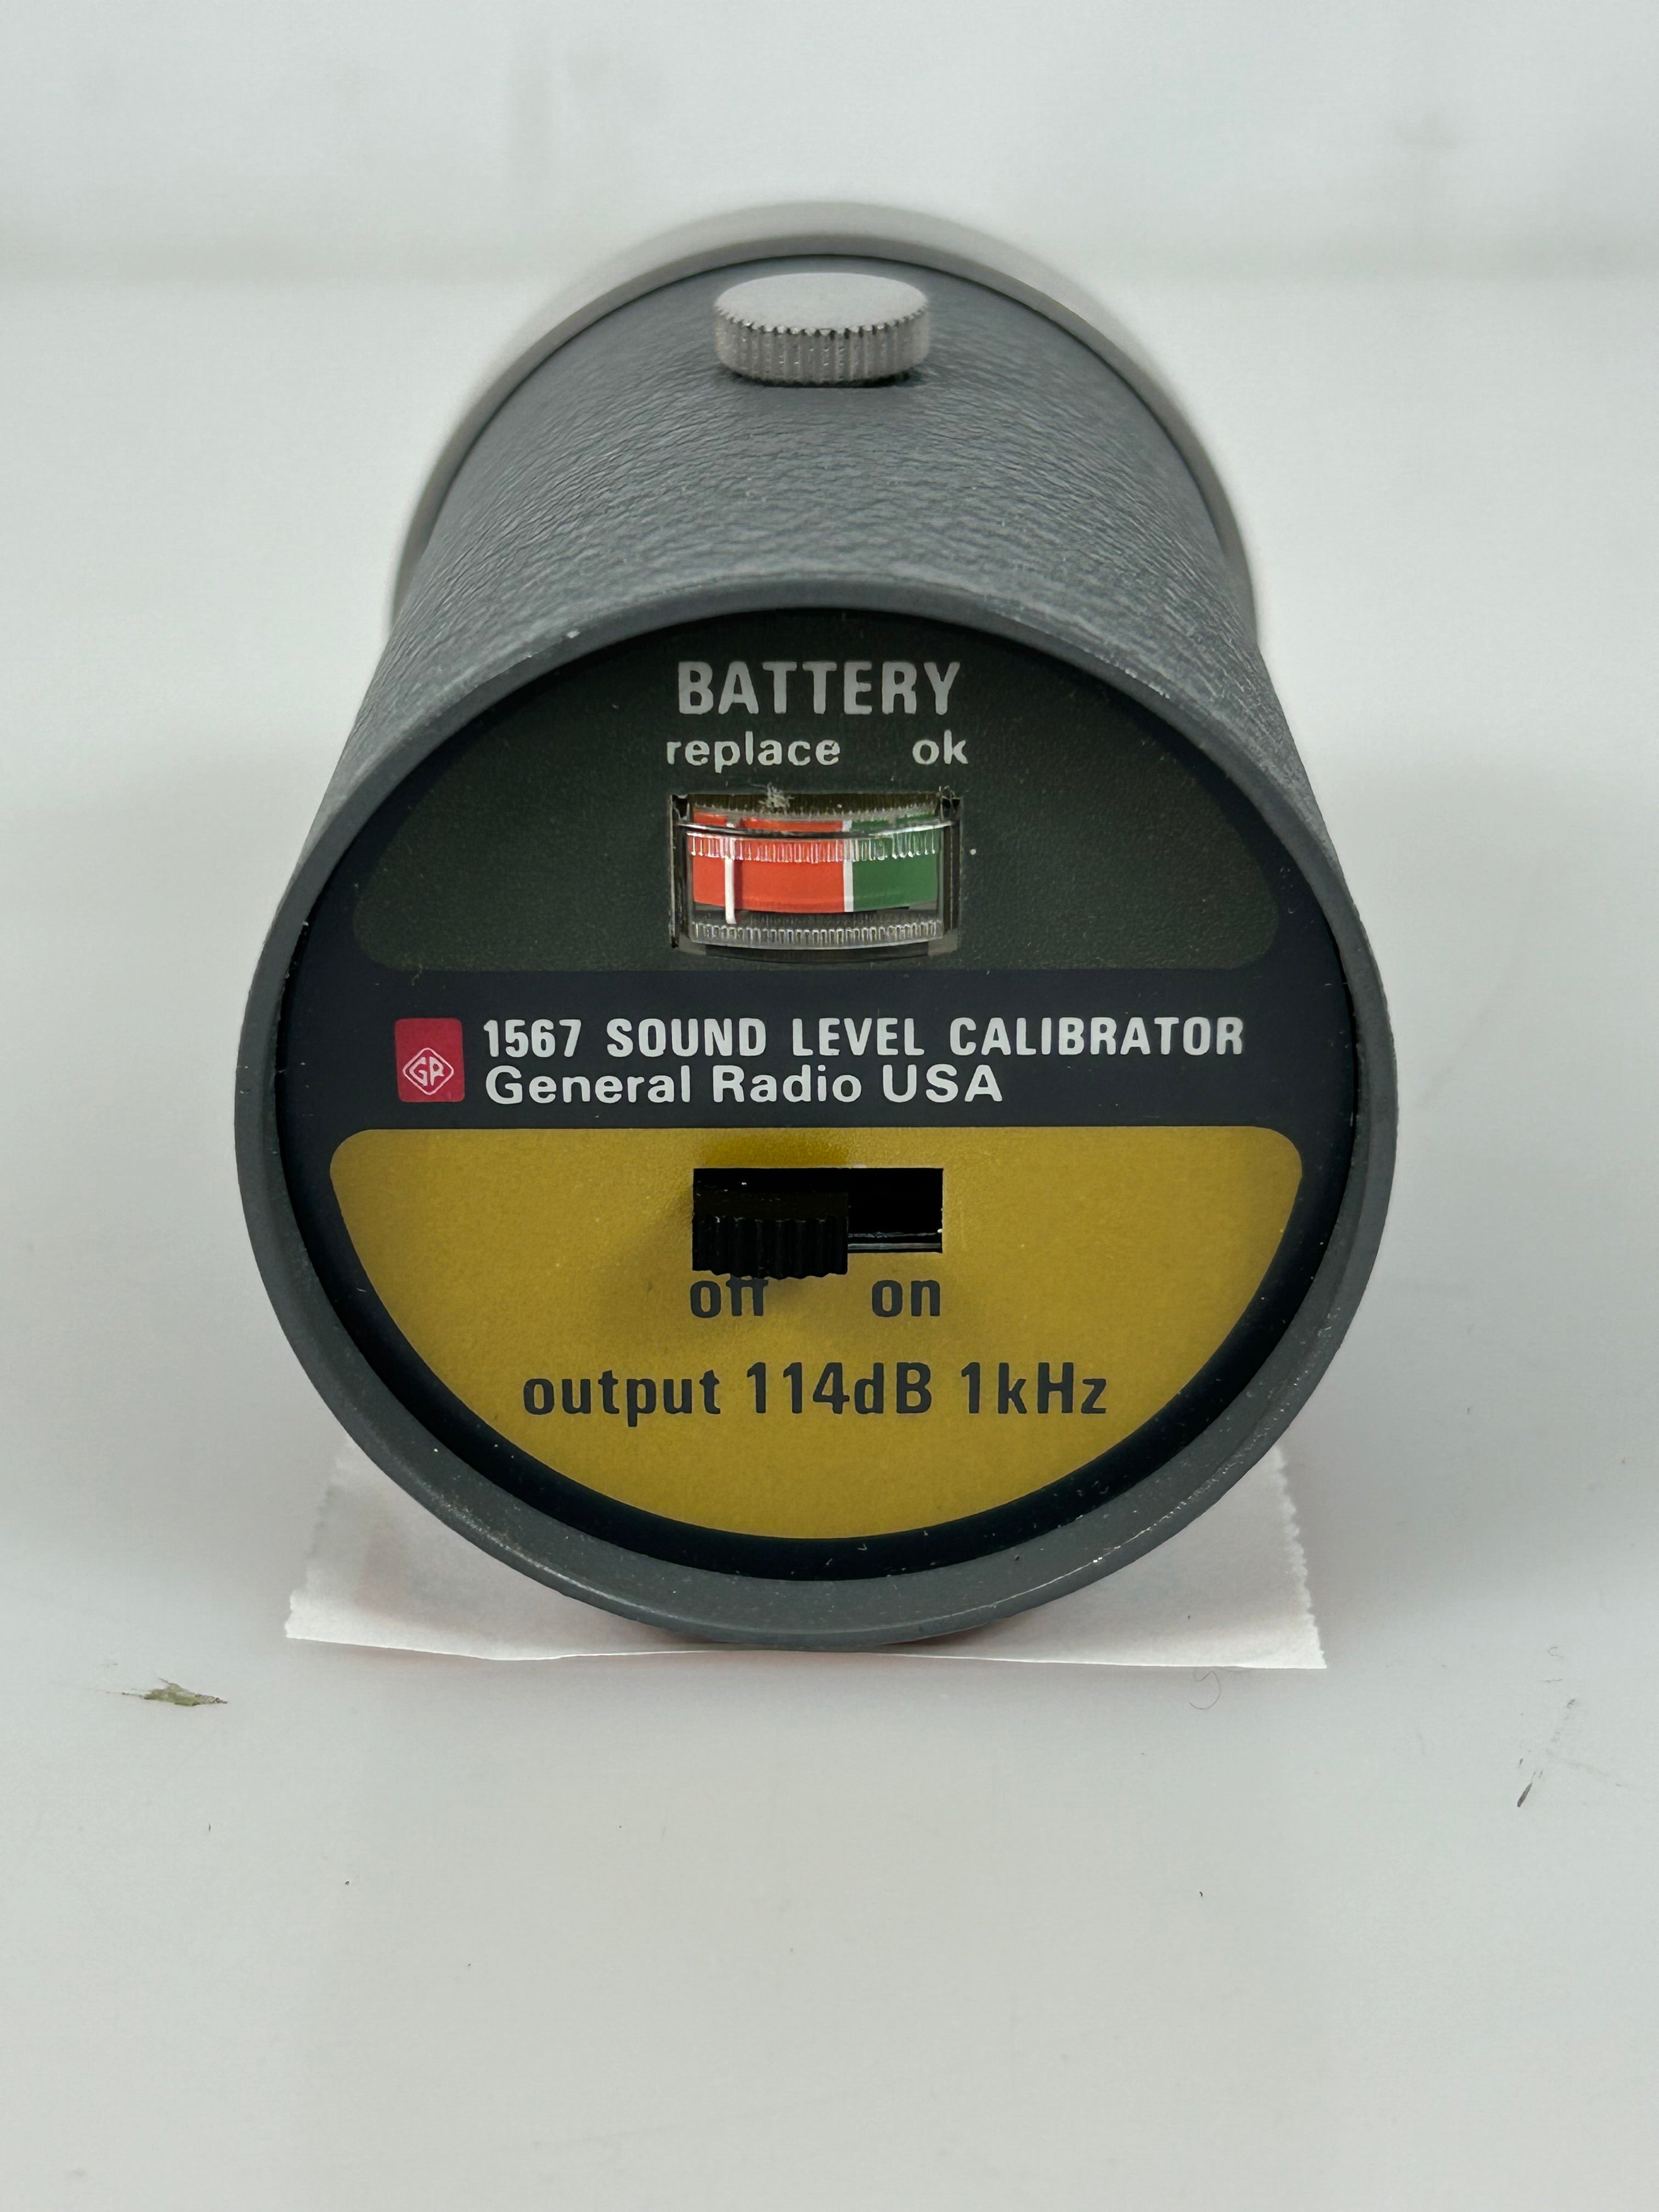 BATTERY
replace ok
GR
1567 SOUND LEVEL CALIBRATOR
General Radio USA
off on
output 114dB 1kHz